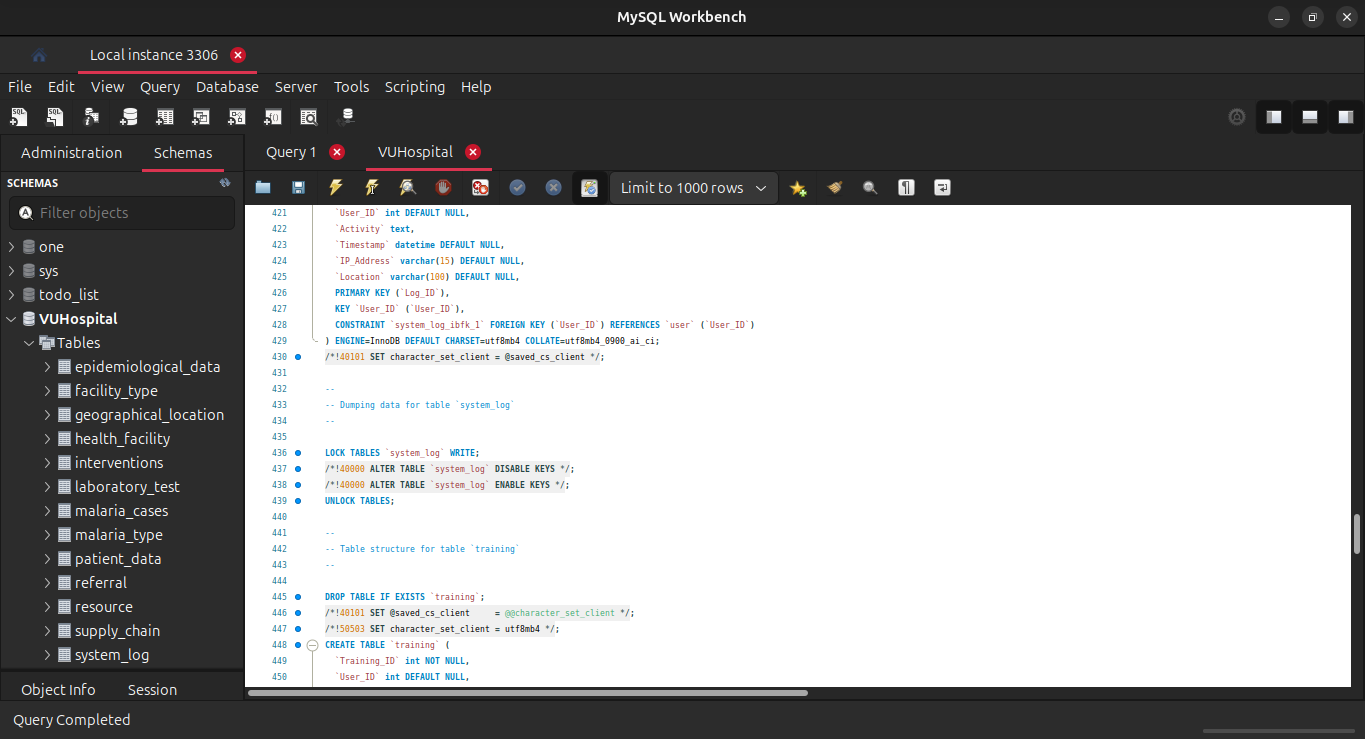 MySQL Workbench
Local instance 3306
File Edit View Query Database Server Tools Scripting Help
Administration Schemas
SCHEMAS
Filter objects
one
sys
todo_list
VUHospital
Tables
epidemiological_data
facility_type
geographical_location
health_facility
interventions
laboratory_test
malaria_cases
malaria_type
patient_data
referral
resource
supply_chain
system_log
Object Info Session
Query 1 VUHospital
Limit to 1000 rows
421 `User_ID` int DEFAULT NULL,
422 `Activity` text,
423 `Timestamp` datetime DEFAULT NULL,
424 `IP_Address` varchar(15) DEFAULT NULL,
425 `Location` varchar(100) DEFAULT NULL,
426 PRIMARY KEY (`Log_ID`),
427 KEY `User_ID` (`User_ID`),
428 CONSTRAINT `system_log_ibfk_1` FOREIGN KEY (`User_ID`) REFERENCES `user` (`User_ID`)
429 ) ENGINE=InnoDB DEFAULT CHARSET=utf8mb4 COLLATE=utf8mb4_0900_ai_ci;
430 /*!40101 SET character_set_client = @saved_cs_client */;
431
432 --
433 -- Dumping data for table `system_log`
434 --
435
436 LOCK TABLES `system_log` WRITE;
437 /*!40000 ALTER TABLE `system_log` DISABLE KEYS */;
438 /*!40000 ALTER TABLE `system_log` ENABLE KEYS */;
439 UNLOCK TABLES;
440
441 --
442 -- Table structure for table `training`
443 --
444
445 DROP TABLE IF EXISTS `training`;
446 /*!40101 SET @saved_cs_client     = @@character_set_client */;
447 /*!50503 SET character_set_client = utf8mb4 */;
448 CREATE TABLE `training` (
449 `Training_ID` int NOT NULL,
450 `User_ID` int DEFAULT NULL,
Query Completed